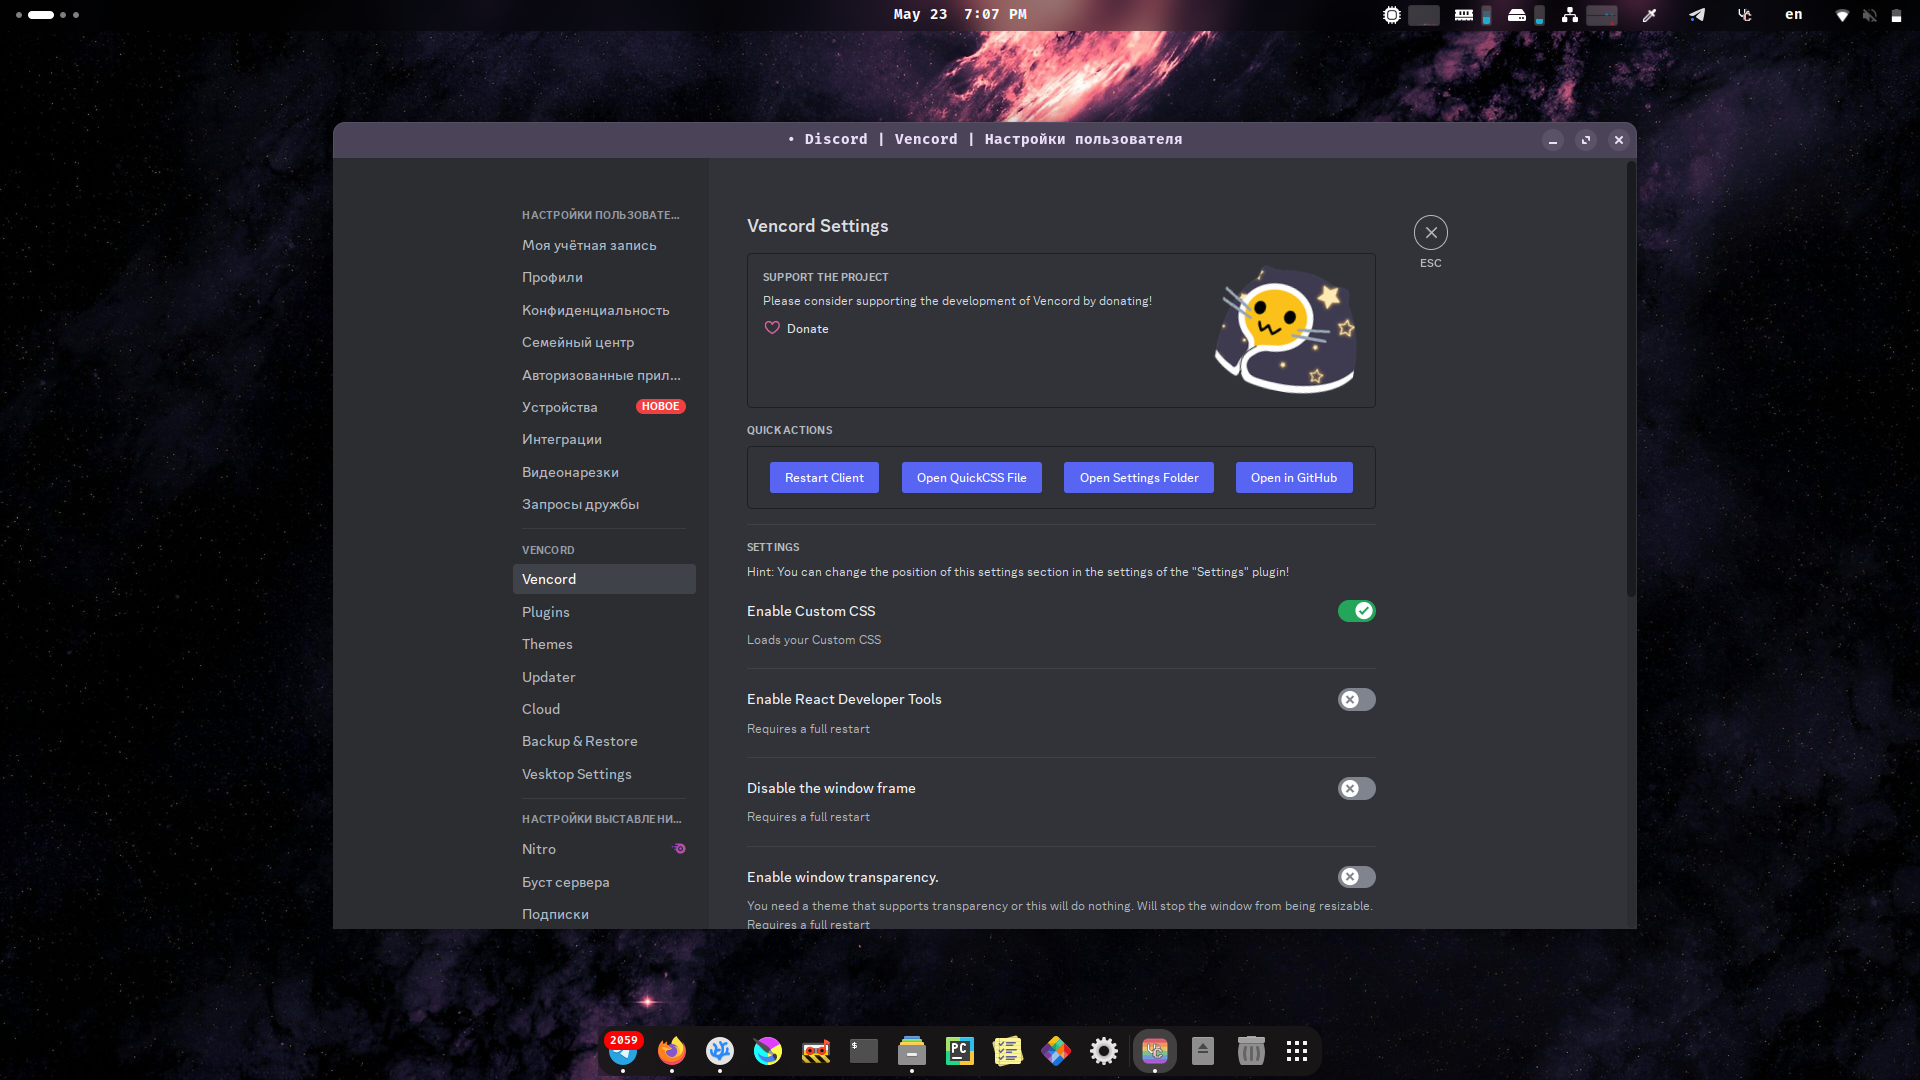 May 23 7:07 PM
en
• Discord | Vencord | Настройки пользователя
НАСТРОЙКИ ПОЛЬЗОВАТЕ...
Моя учётная запись
Профили
Конфиденциальность
Семейный центр
Авторизованные прил...
Устройства
НОВОЕ
Интеграции
Видеонарезки
Запросы дружбы
VENCORD
Vencord
Plugins
Themes
Updater
Cloud
Backup & Restore
Vesktop Settings
НАСТРОЙКИ ВЫСТАВЛЕНИ...
Nitro
Буст сервера
Подписки
Vencord Settings
SUPPORT THE PROJECT
Please consider supporting the development of Vencord by donating!
Donate
ESC
QUICK ACTIONS
Restart Client
Open QuickCSS File
Open Settings Folder
Open in GitHub
SETTINGS
Hint: You can change the position of this settings section in the settings of the "Settings" plugin!
Enable Custom CSS
Loads your Custom CSS
Enable React Developer Tools
Requires a full restart
Disable the window frame
Requires a full restart
Enable window transparency.
You need a theme that supports transparency or this will do nothing. Will stop the window from being resizable.
Requires a full restart
2059
$
PC